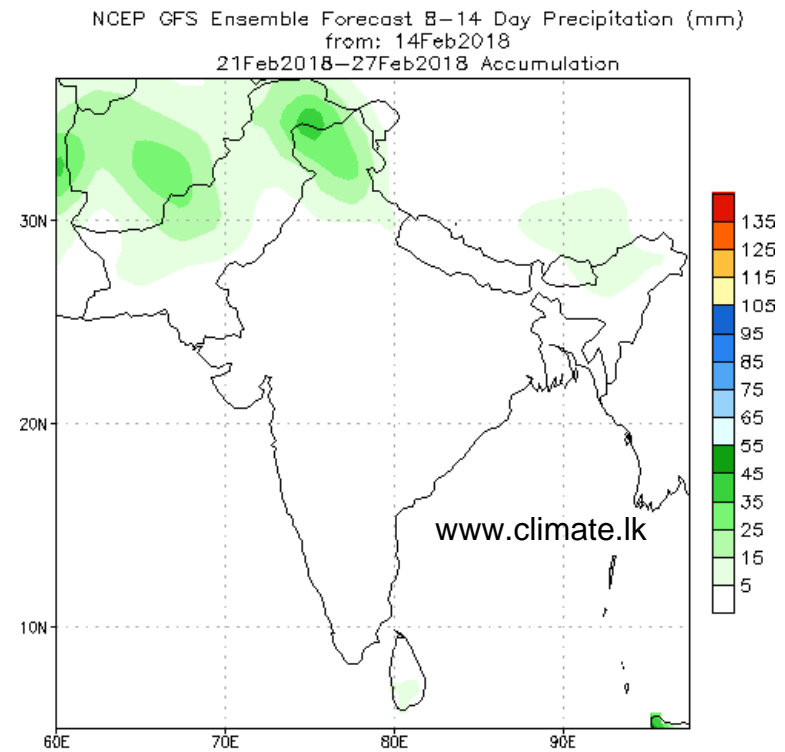 NCEP GFS Ensemble Forecast 8-14 Day Precipitation (mm)
from: 14Feb2018
21Feb2018-27Feb2018 Accumulation
30N
20N
10N
60E 70E 80E 90E
www.climate.lk
135
125
115
105
95
85
75
65
55
45
35
25
15
5